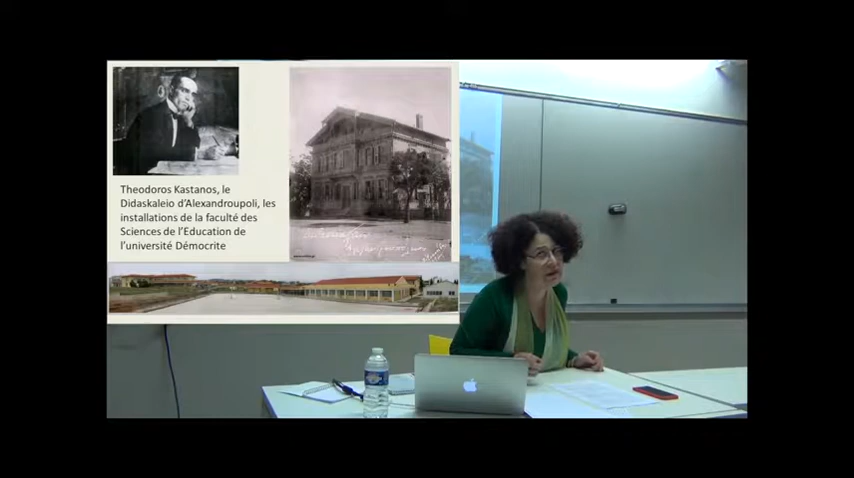 Theodoros Kastanos, le
Didaskaleio d'Alexandroupoli, les
installations de la faculté des
Sciences de l'Education de
l'université Démocrite